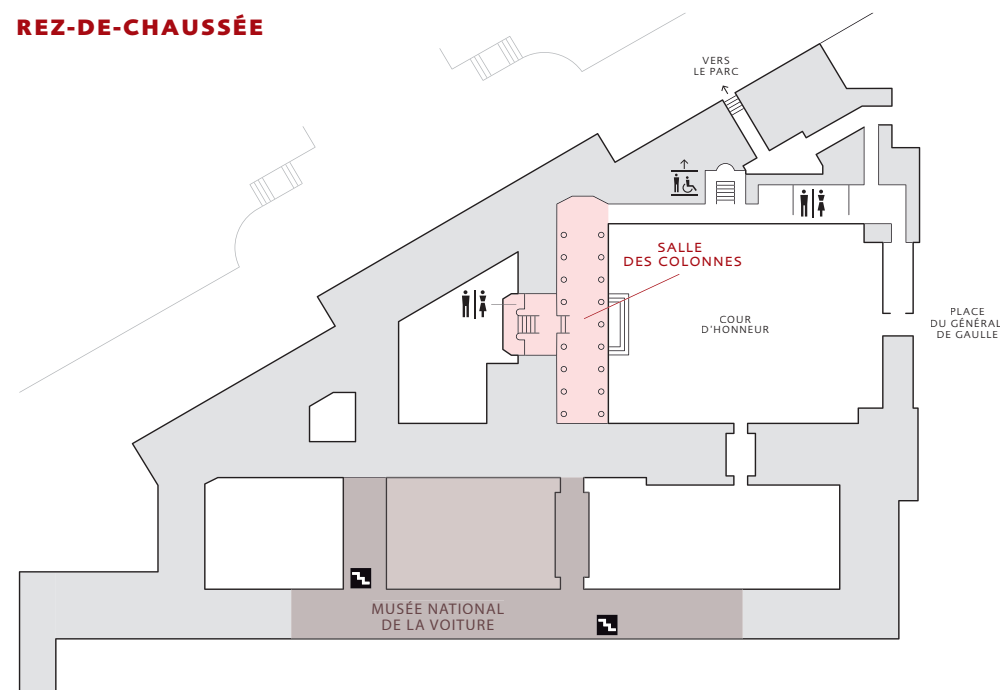 REZ-DE-CHAUSSÉE
VERS
LE PARC
SALLE
DES COLONNES
COUR
D'HONNEUR
PLACE
DU GÉNÉRAL
DE GAULLE
MUSÉE NATIONAL
DE LA VOITURE